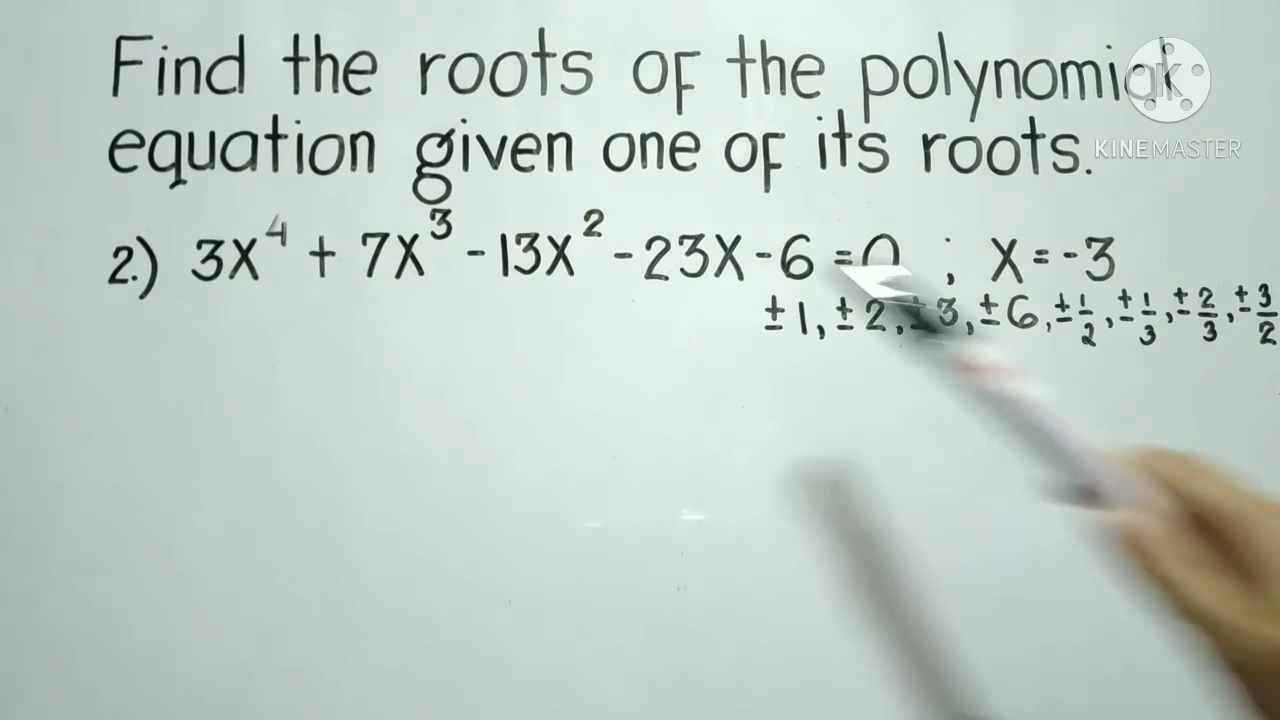 Find the roots of the polynomial
equation given one of its roots.
2.) 3x⁴ + 7x³ - 13x² - 23x - 6 = 0 ; x = -3
±1, ±2, ±3, ±6, ±1/2, ±1/3, ±2/3, ±3/2
k
KINEMASTER